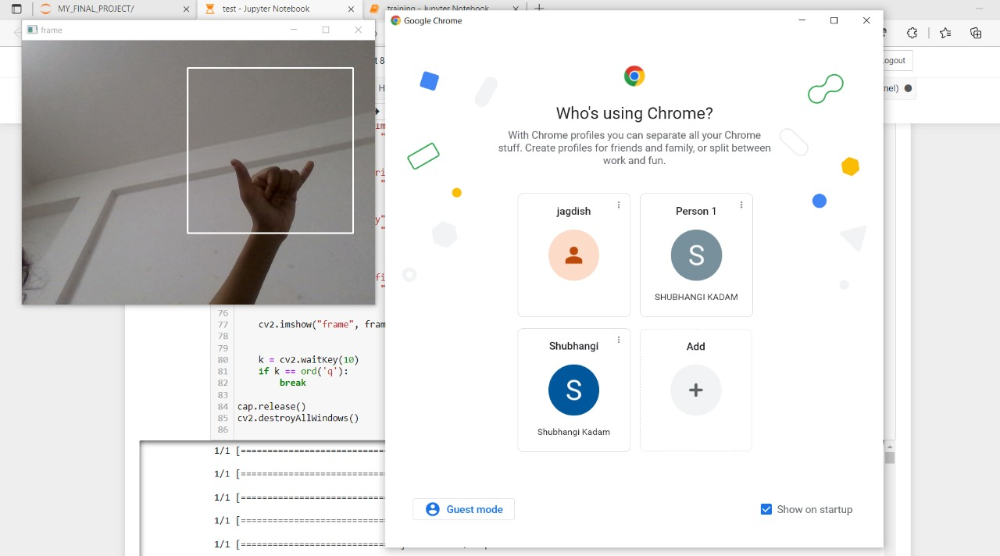 MY_FINAL_PROJECT/
test - Jupyter Notebook
training - Jupyter Notebook
frame
Google Chrome
Logout
Who's using Chrome?
With Chrome profiles you can separate all your Chrome
stuff. Create profiles for friends and family, or split between
work and fun.
jagdish
Person 1
S
SHUBHANGI KADAM
Shubhangi
S
Shubhangi Kadam
Add
Guest mode
Show on startup
76
77 cv2.imshow("frame", fram
78
79
80 k = cv2.waitKey(10)
81 if k == ord('q'):
82 break
83
84 cap.release()
85 cv2.destroyAllWindows()
86
1/1 [===========================
1/1 [===========================
1/1 [===========================
1/1 [===========================
1/1 [===========================